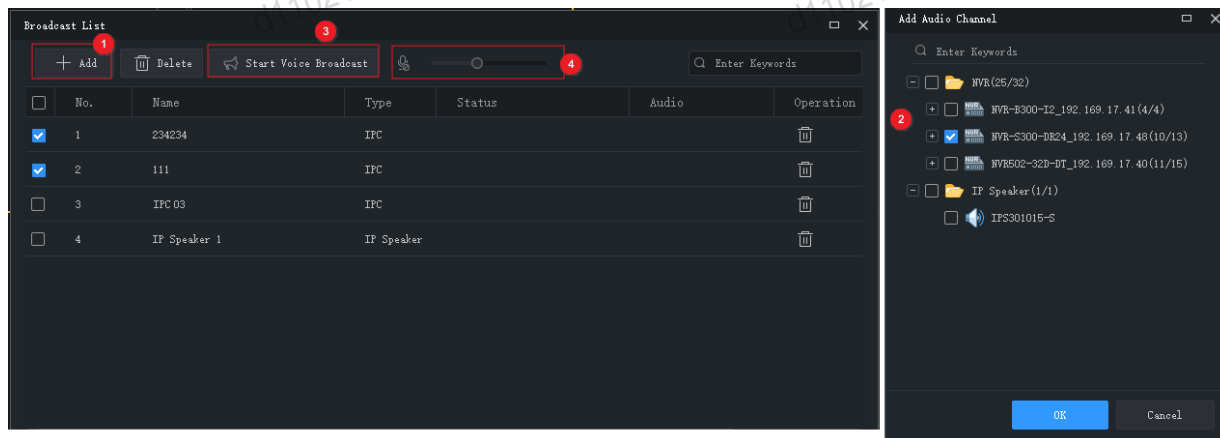 Broadcast List
3
1
Add
Delete
Start Voice Broadcast
4
Enter Keywords
No. Name Type Status Audio Operation
1 234234 IPC
2 111 IPC
3 IPC 03 IPC
4 IP Speaker 1 IP Speaker
Add Audio Channel
Enter Keywords
NVR(25/32)
NVR-B300-I2_192.169.17.41(4/4)
2
NVR-S300-DR24_192.169.17.48(10/13)
NVR502-32D-DT_192.169.17.40(11/15)
IP Speaker(1/1)
IPS301015-S
OK Cancel